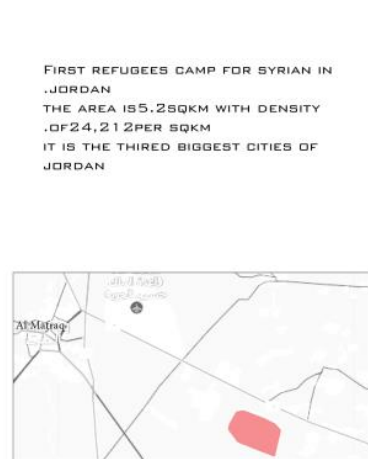 FIRST REFUGEES CAMP FOR SYRIAN IN
.JORDAN
THE AREA IS5.2SQKM WITH DENSITY
.OF24,212PER SQKM
IT IS THE THIRED BIGGEST CITIES OF
JORDAN
Al Mafraq